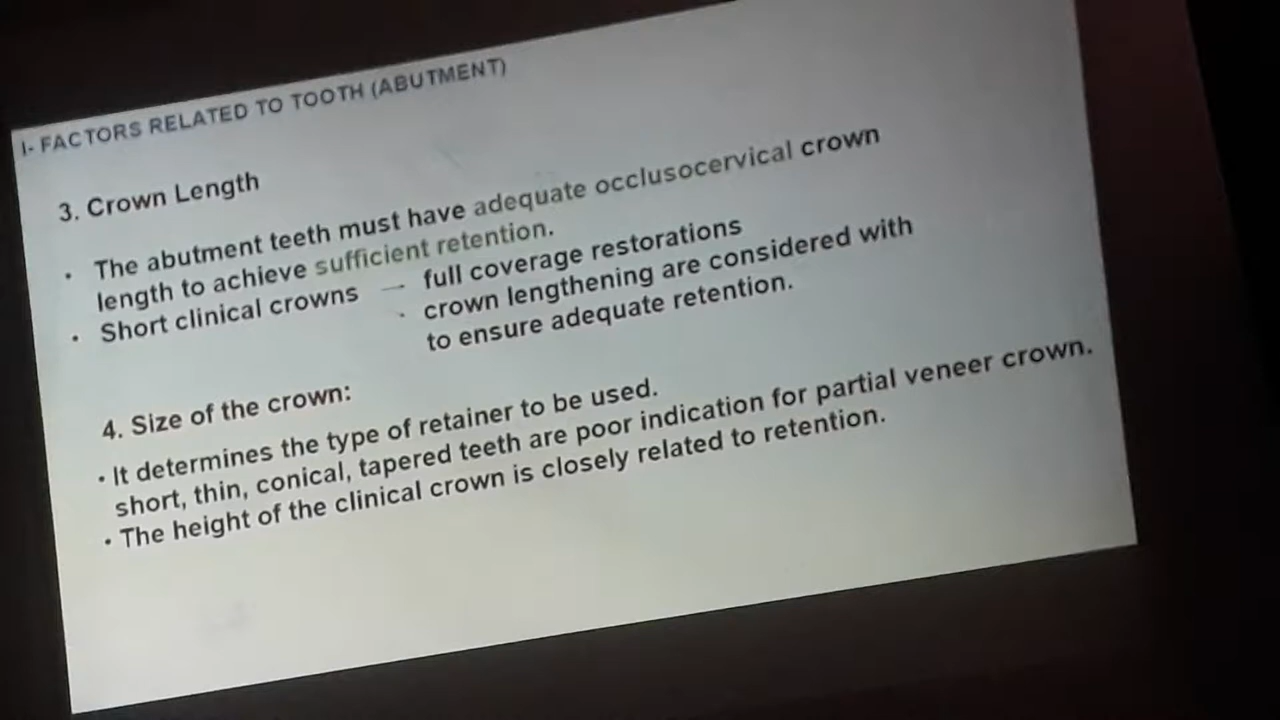 I- FACTORS RELATED TO TOOTH (ABUTMENT)
3. Crown Length
• The abutment teeth must have adequate occlusocervical crown
length to achieve sufficient retention.
• Short clinical crowns — full coverage restorations
. crown lengthening are considered with
to ensure adequate retention.
4. Size of the crown:
• It determines the type of retainer to be used.
short, thin, conical, tapered teeth are poor indication for partial veneer crown.
• The height of the clinical crown is closely related to retention.